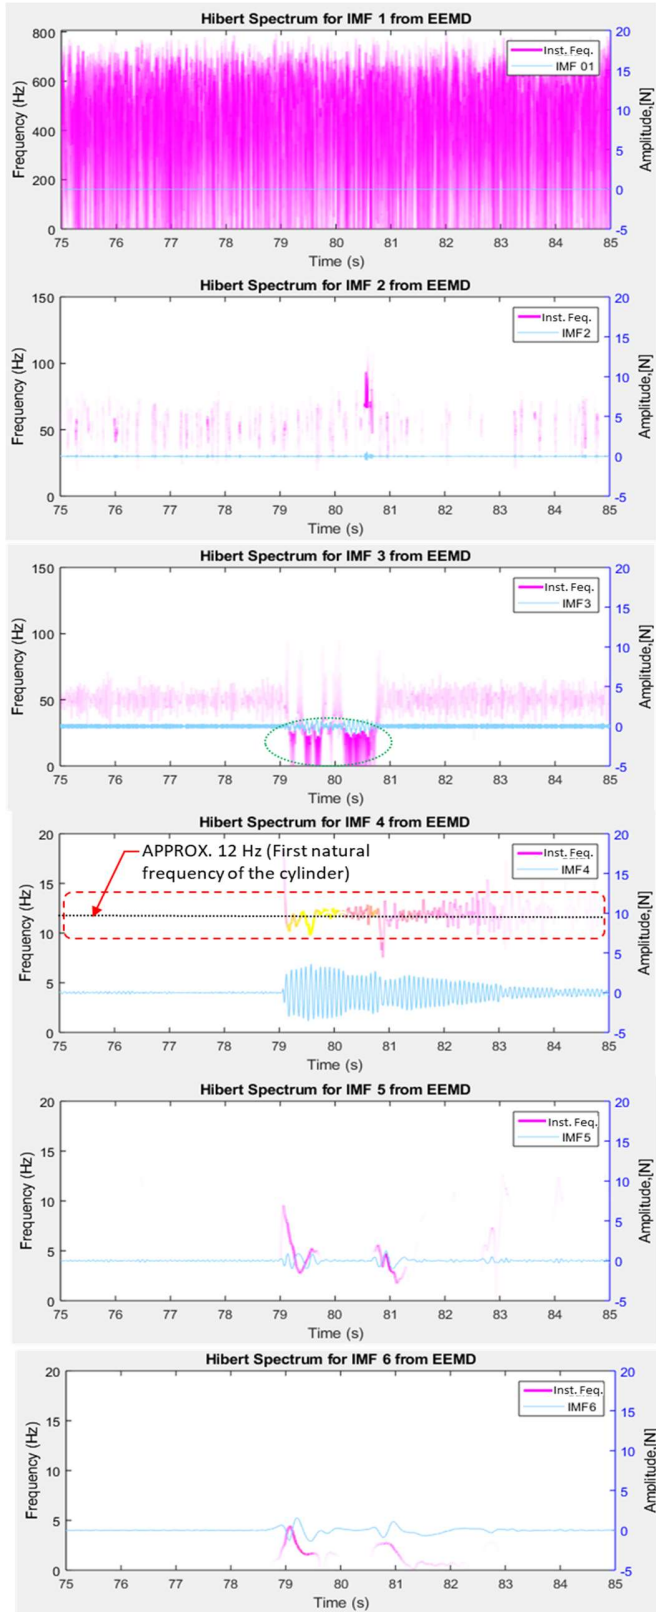 Hibert Spectrum for IMF 1 from EEMD
Frequency (Hz)
800
600
400
200
0
Inst. Feq.
IMF 01
20
15
10
5
0
-5
Amplitude,[N]
75 76 77 78 79 80 81 82 83 84 85
Time (s)
Hibert Spectrum for IMF 2 from EEMD
Frequency (Hz)
150
100
50
0
Inst. Feq.
IMF2
20
15
10
5
0
-5
Amplitude,[N]
75 76 77 78 79 80 81 82 83 84 85
Time (s)
Hibert Spectrum for IMF 3 from EEMD
Frequency (Hz)
150
100
50
0
Inst. Feq.
IMF3
20
15
10
5
0
-5
Amplitude,[N]
75 76 77 78 79 80 81 82 83 84 85
Time (s)
Hibert Spectrum for IMF 4 from EEMD
Frequency (Hz)
20
15
10
5
0
APPROX. 12 Hz (First natural
frequency of the cylinder)
Inst. Feq.
IMF4
20
15
10
5
0
-5
Amplitude,[N]
75 76 77 78 79 80 81 82 83 84 85
Time (s)
Hibert Spectrum for IMF 5 from EEMD
Frequency (Hz)
20
15
10
5
0
Inst. Feq.
IMF5
20
15
10
5
0
-5
Amplitude,[N]
75 76 77 78 79 80 81 82 83 84 85
Time (s)
Hibert Spectrum for IMF 6 from EEMD
Frequency (Hz)
20
15
10
5
0
Inst. Feq.
IMF6
20
15
10
5
0
-5
Amplitude,[N]
75 76 77 78 79 80 81 82 83 84 85
Time (s)